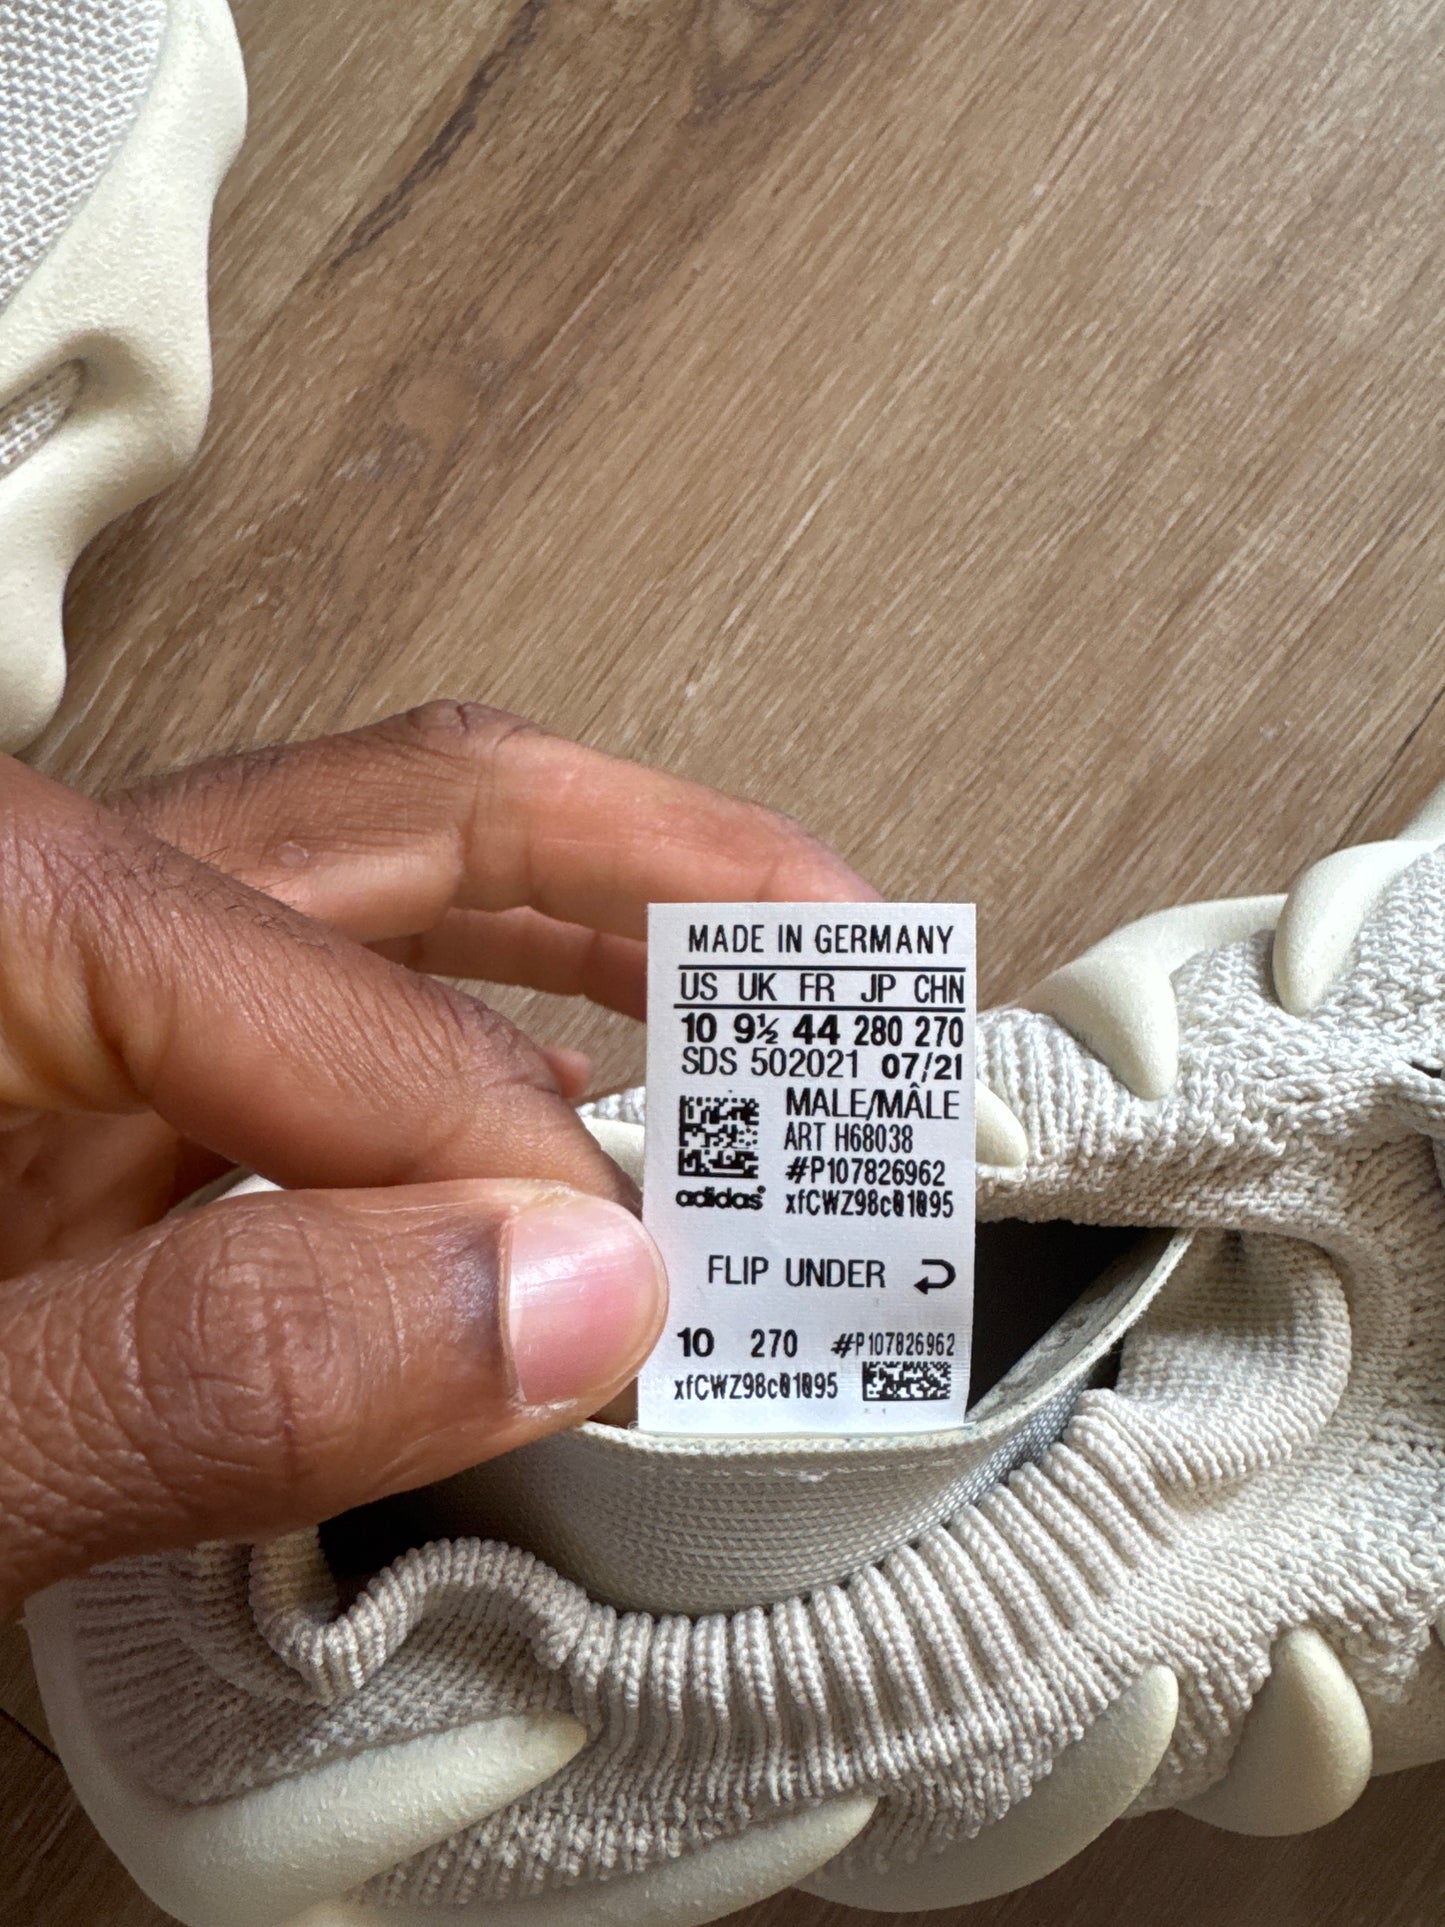 MADE IN GERMANY
US UK FR JP CHN
10 9½ 44 280 270
SDS 502021 07/21
MALE/MÂLE
ART H68038
#P107826962
adidas® xfCWZ98c01095
FLIP UNDER
10 270 #P107826962
xfCWZ98c01095